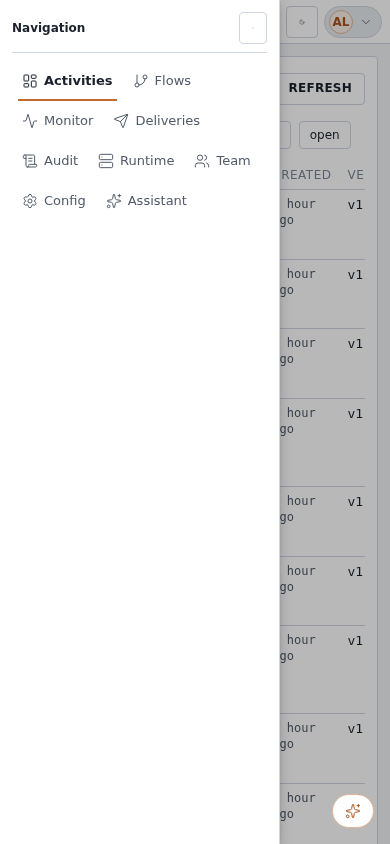 Navigation
AL
Activities
Flows
REFRESH
Monitor
Deliveries
open
Audit
Runtime
Team
REATED VE
Config
Assistant
hour
go
v1
hour
go
v1
hour
go
v1
hour
go
v1
hour
go
v1
hour
go
v1
hour
go
v1
hour
go
v1
hour
go